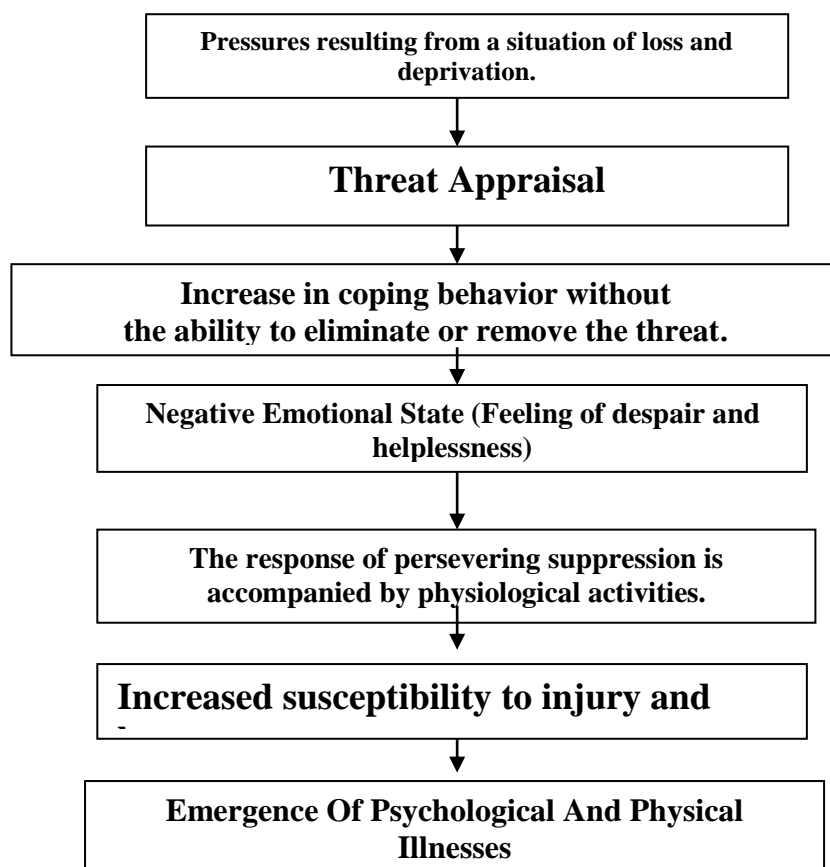 Pressures resulting from a situation of loss and
deprivation.
Threat Appraisal
Increase in coping behavior without
the ability to eliminate or remove the threat.
Negative Emotional State (Feeling of despair and
helplessness)
The response of persevering suppression is
accompanied by physiological activities.
Increased susceptibility to injury and
Emergence Of Psychological And Physical
Illnesses